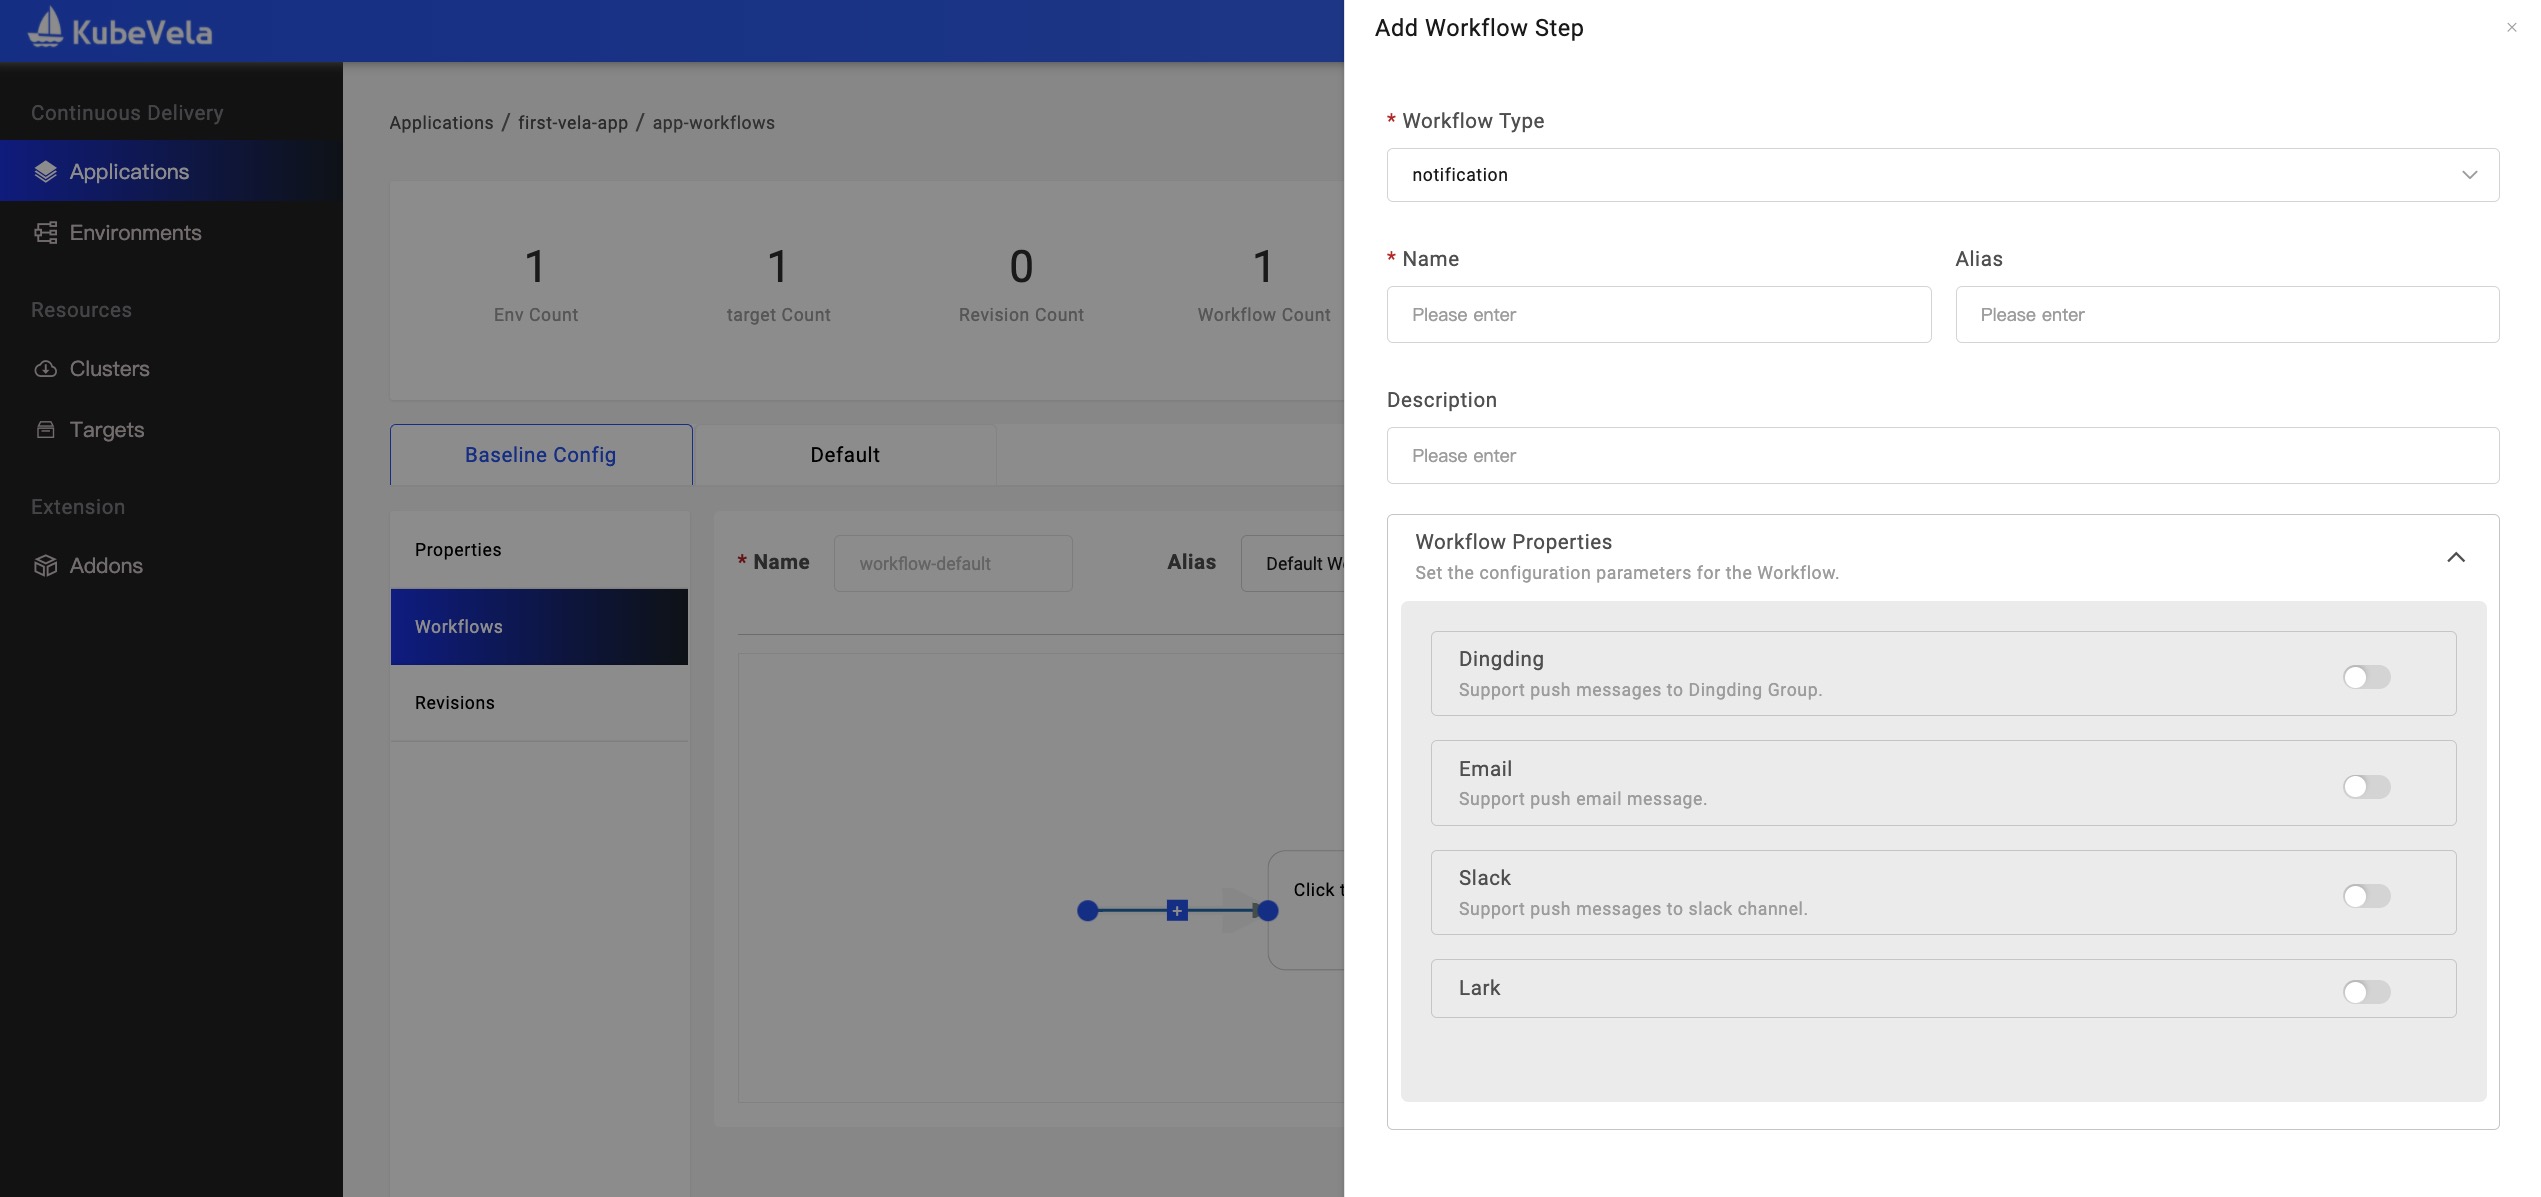 KubeVela
Continuous Delivery
Applications
Environments
Resources
Clusters
Targets
Extension
Addons
Applications / first-vela-app / app-workflows
1
Env Count
1
target Count
0
Revision Count
1
Workflow Count
Baseline Config
Default
Properties
Workflows
Revisions
* Name
workflow-default
Alias
Default W
Click t
Add Workflow Step
* Workflow Type
notification
* Name
Please enter
Alias
Please enter
Description
Please enter
Workflow Properties
Set the configuration parameters for the Workflow.
Dingding
Support push messages to Dingding Group.
Email
Support push email message.
Slack
Support push messages to slack channel.
Lark